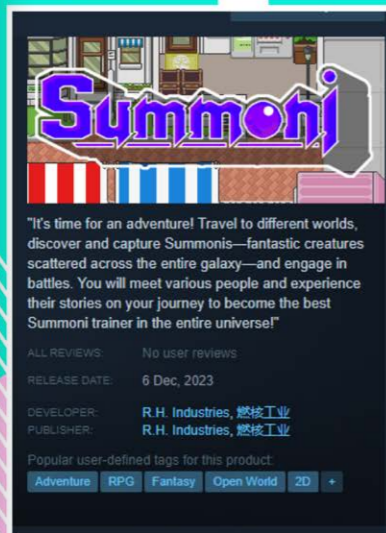 Summoni
"It's time for an adventure! Travel to different worlds,
discover and capture Summonis—fantastic creatures
scattered across the entire galaxy—and engage in
battles. You will meet various people and experience
their stories on your journey to become the best
Summoni trainer in the entire universe!"
ALL REVIEWS: No user reviews
RELEASE DATE: 6 Dec, 2023
DEVELOPER: R.H. Industries, 燃核工业
PUBLISHER: R.H. Industries, 燃核工业
Popular user-defined tags for this product:
Adventure RPG Fantasy Open World 2D +